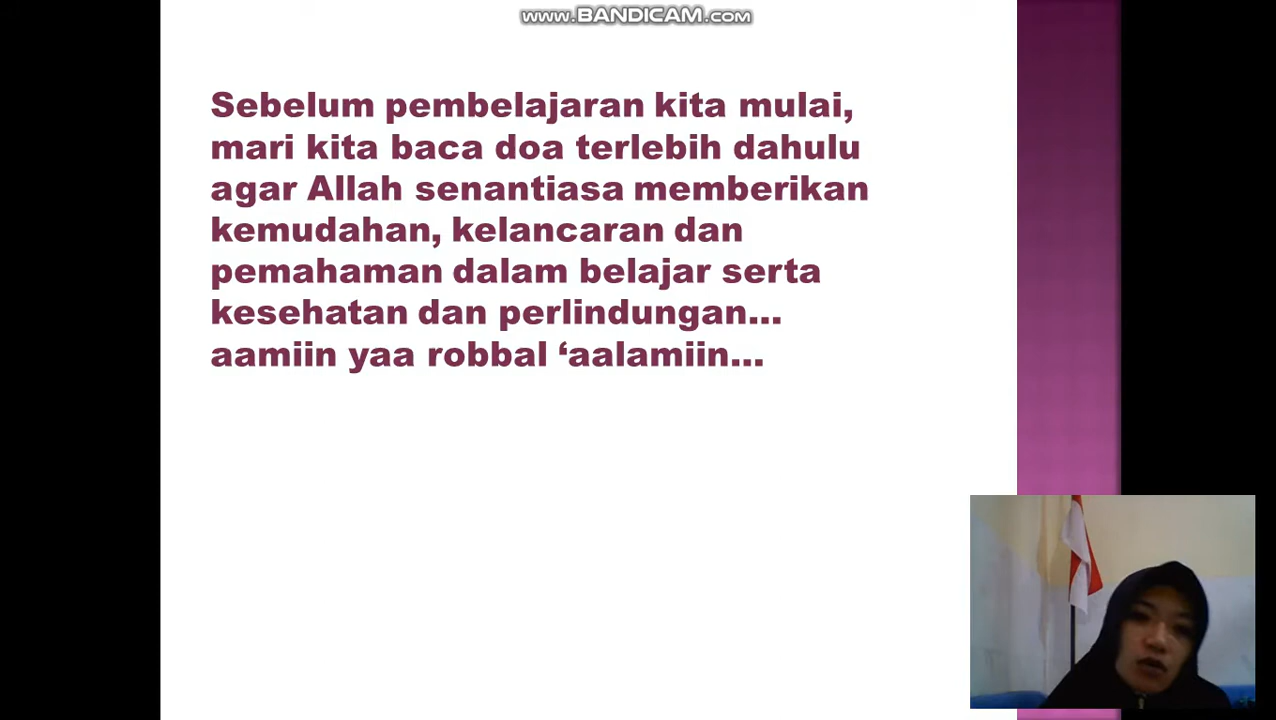 www.BANDICAM.com
Sebelum pembelajaran kita mulai,
mari kita baca doa terlebih dahulu
agar Allah senantiasa memberikan
kemudahan, kelancaran dan
pemahaman dalam belajar serta
kesehatan dan perlindungan…
aamiin yaa robbal ‘aalamiin…